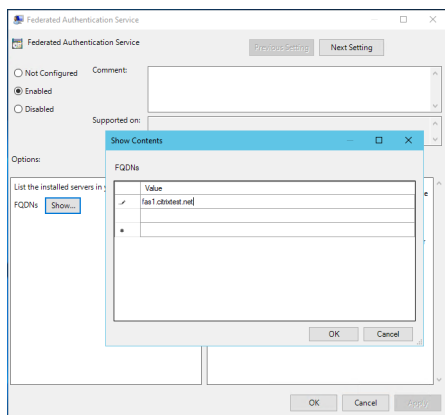 Federated Authentication Service
Federated Authentication Service
Previous Setting
Next Setting
Not Configured
Comment:
Enabled
Disabled
Supported on:
Options:
Show Contents
FQDNs
Value
fas1.citrixtest.net
OK
Cancel
List the installed servers in
FQDNs
Show...
OK
Cancel
Apply